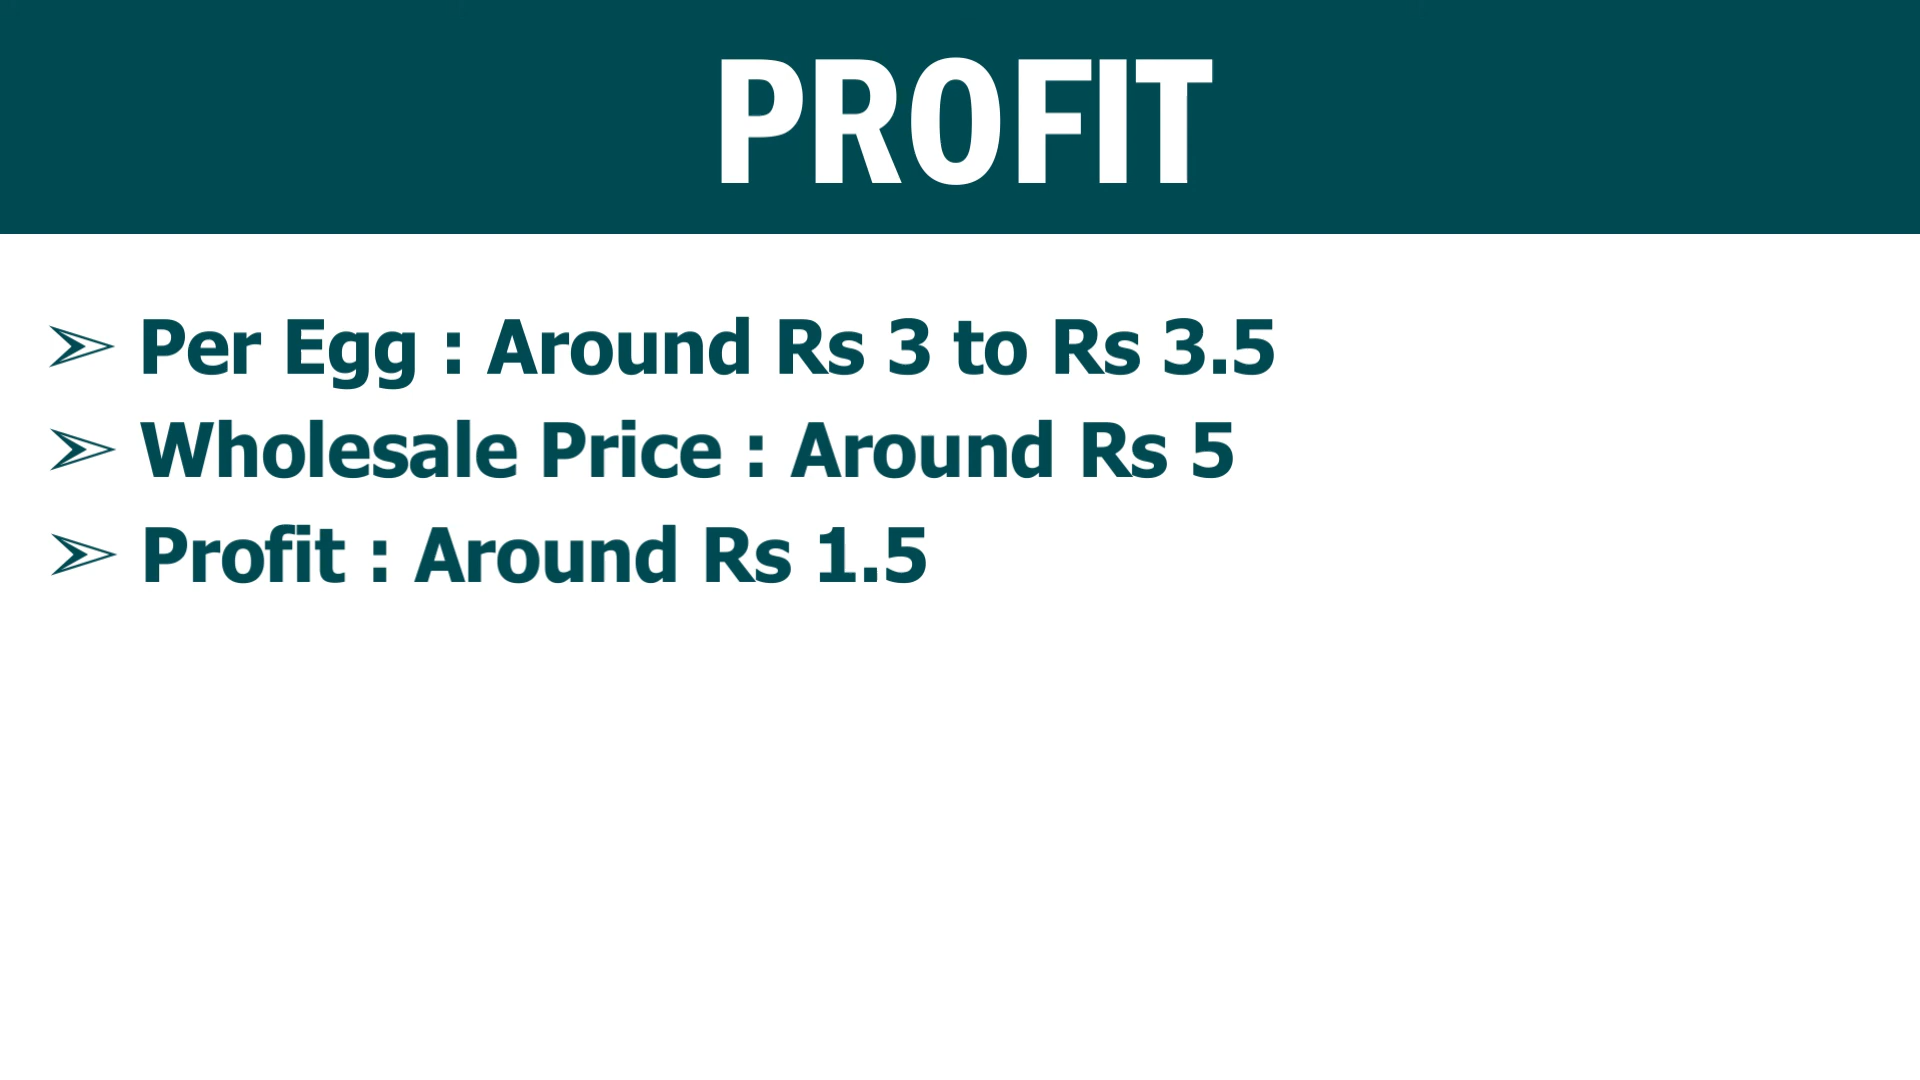 PROFIT
➢ Per Egg : Around Rs 3 to Rs 3.5
➢ Wholesale Price : Around Rs 5
➢ Profit : Around Rs 1.5